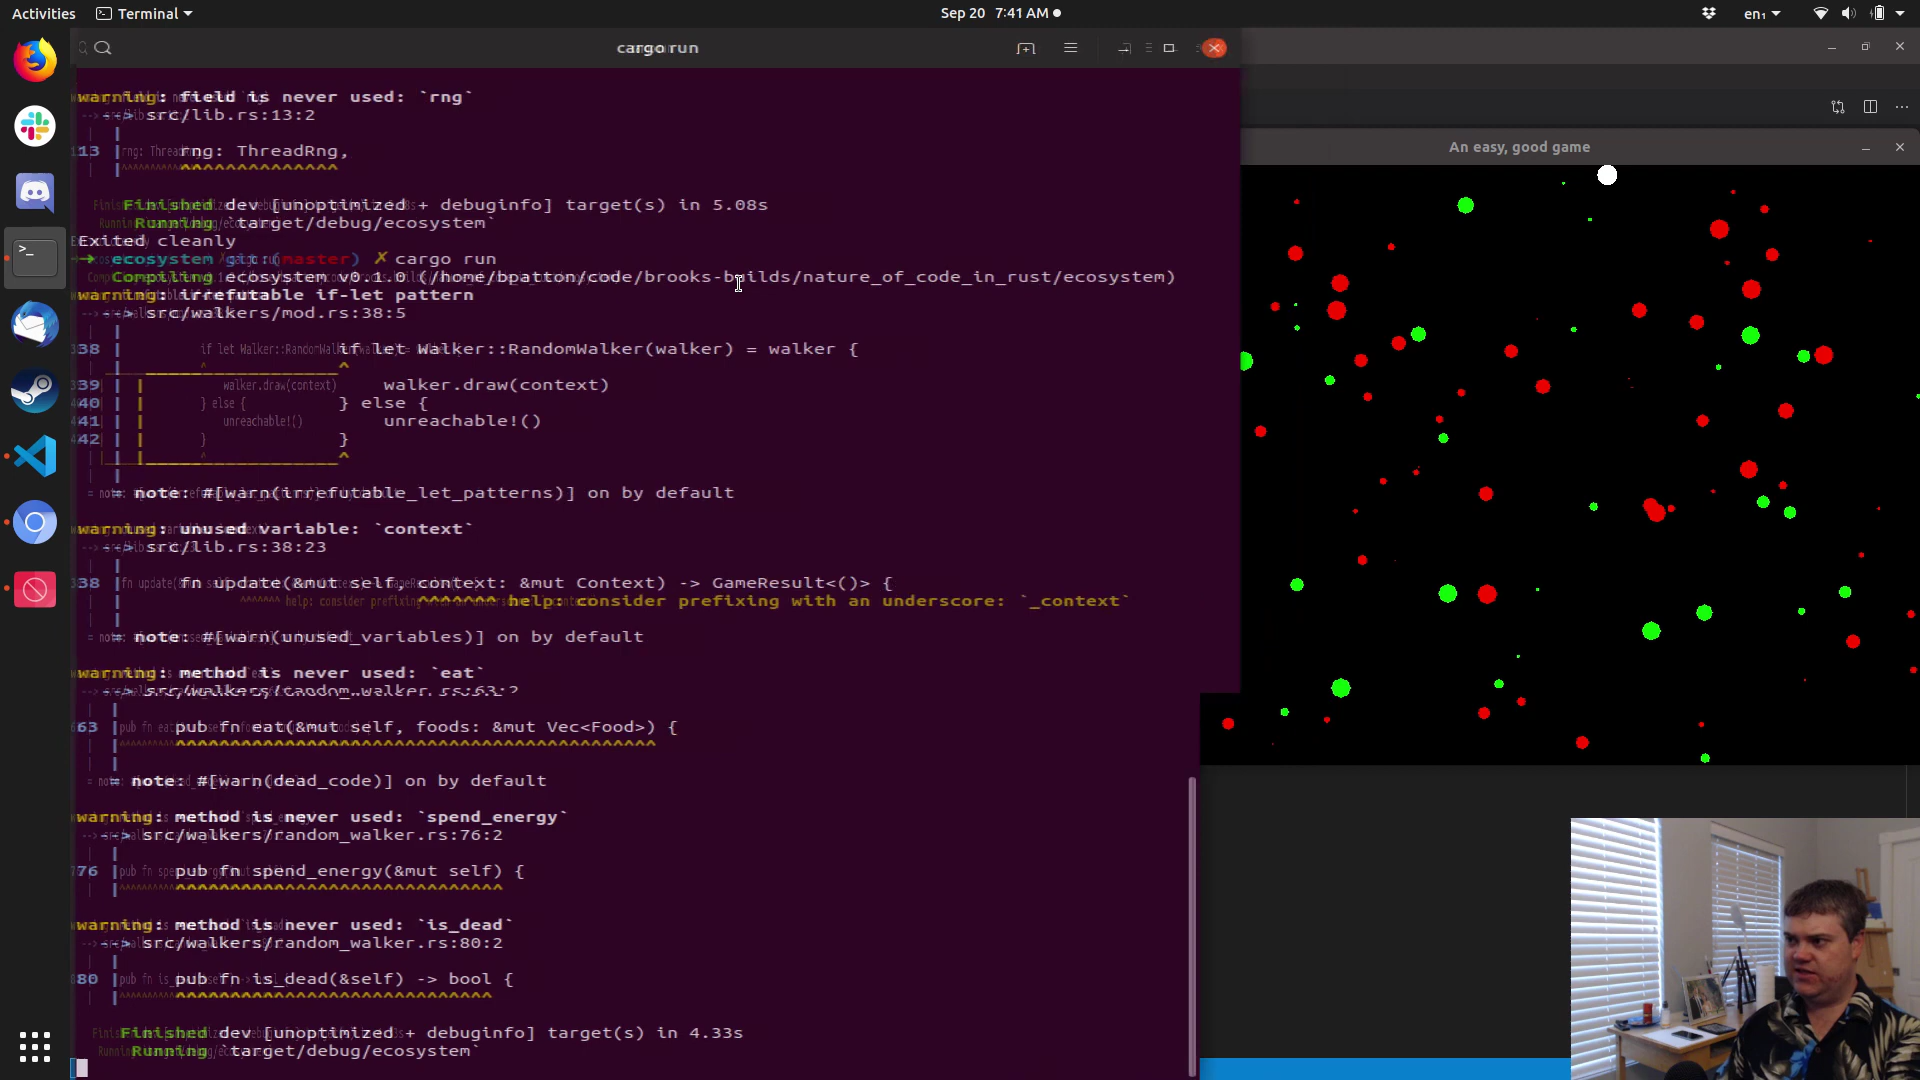 Activities
Terminal
Sep 20 7:41 AM
en₁
cargo run
An easy, good game
warning: field is never used: `rng`
--> src/lib.rs:13:2
|
13 | rng: ThreadRng,
| ^^^^^^^^^^^^^^
Finished dev [unoptimized + debuginfo] target(s) in 5.08s
Running `target/debug/ecosystem`
Exited cleanly
➜ ecosystem git:(master) ✗ cargo run
Compiling ecosystem v0.1.0 (/home/bpatton/code/brooks-builds/nature_of_code_in_rust/ecosystem)
warning: irrefutable if-let pattern
--> src/walkers/mod.rs:38:5
|
38 | if let Walker::RandomWalker(walker) = walker {
| _____^
39 | | walker.draw(context)
40 | | } else {
41 | | unreachable!()
42 | | }
| |_____^
|
= note: #[warn(irrefutable_let_patterns)] on by default
warning: unused variable: `context`
--> src/lib.rs:38:23
|
38 | fn update(&mut self, context: &mut Context) -> GameResult<()> {
| ^^^^^^^ help: consider prefixing with an underscore: `_context`
|
= note: #[warn(unused_variables)] on by default
warning: method is never used: `eat`
--> src/walkers/random_walker.rs:63:2
|
63 | pub fn eat(&mut self, foods: &mut Vec<Food>) {
| ^^^^^^^^^^^^^^^^^^^^^^^^^^^^^^^^^^^^^^^^^^^^
|
= note: #[warn(dead_code)] on by default
warning: method is never used: `spend_energy`
--> src/walkers/random_walker.rs:76:2
|
76 | pub fn spend_energy(&mut self) {
| ^^^^^^^^^^^^^^^^^^^^^^^^^^^^^^
warning: method is never used: `is_dead`
--> src/walkers/random_walker.rs:80:2
|
80 | pub fn is_dead(&self) -> bool {
| ^^^^^^^^^^^^^^^^^^^^^^^^^^^^^
Finished dev [unoptimized + debuginfo] target(s) in 4.33s
Running `target/debug/ecosystem`